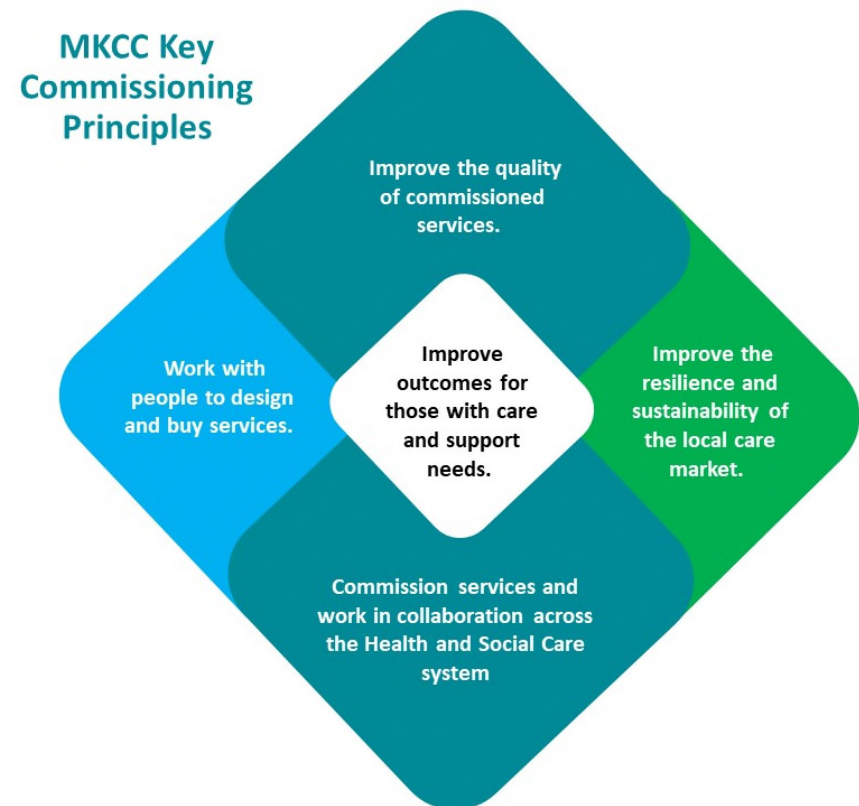 MKCC Key
Commissioning
Principles
Improve the quality
of commissioned
services.
Work with
people to design
and buy services.
Improve
outcomes for
those with care
and support
needs.
Improve the
resilience and
sustainability of
the local care
market.
Commission services and
work in collaboration across
the Health and Social Care
system